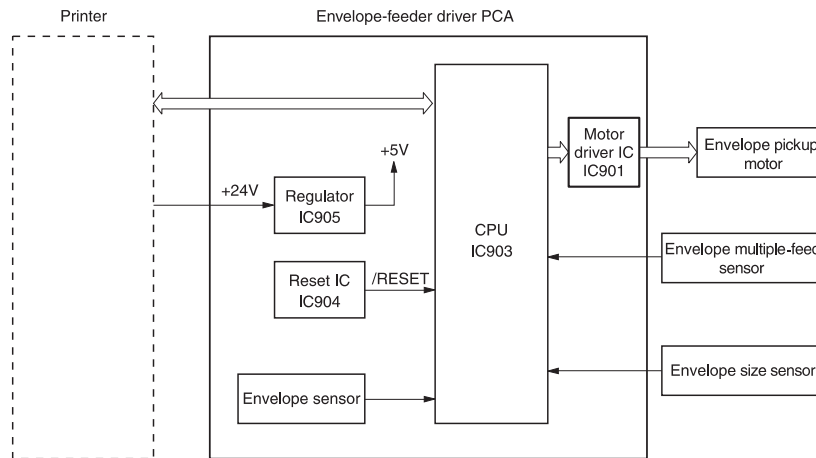 Printer
Envelope-feeder driver PCA
+5V
+24V
Regulator
IC905
Reset IC
IC904
/RESET
Envelope sensor
CPU
IC903
Motor
driver IC
IC901
Envelope pickup
motor
Envelope multiple-feed
sensor
Envelope size sensor